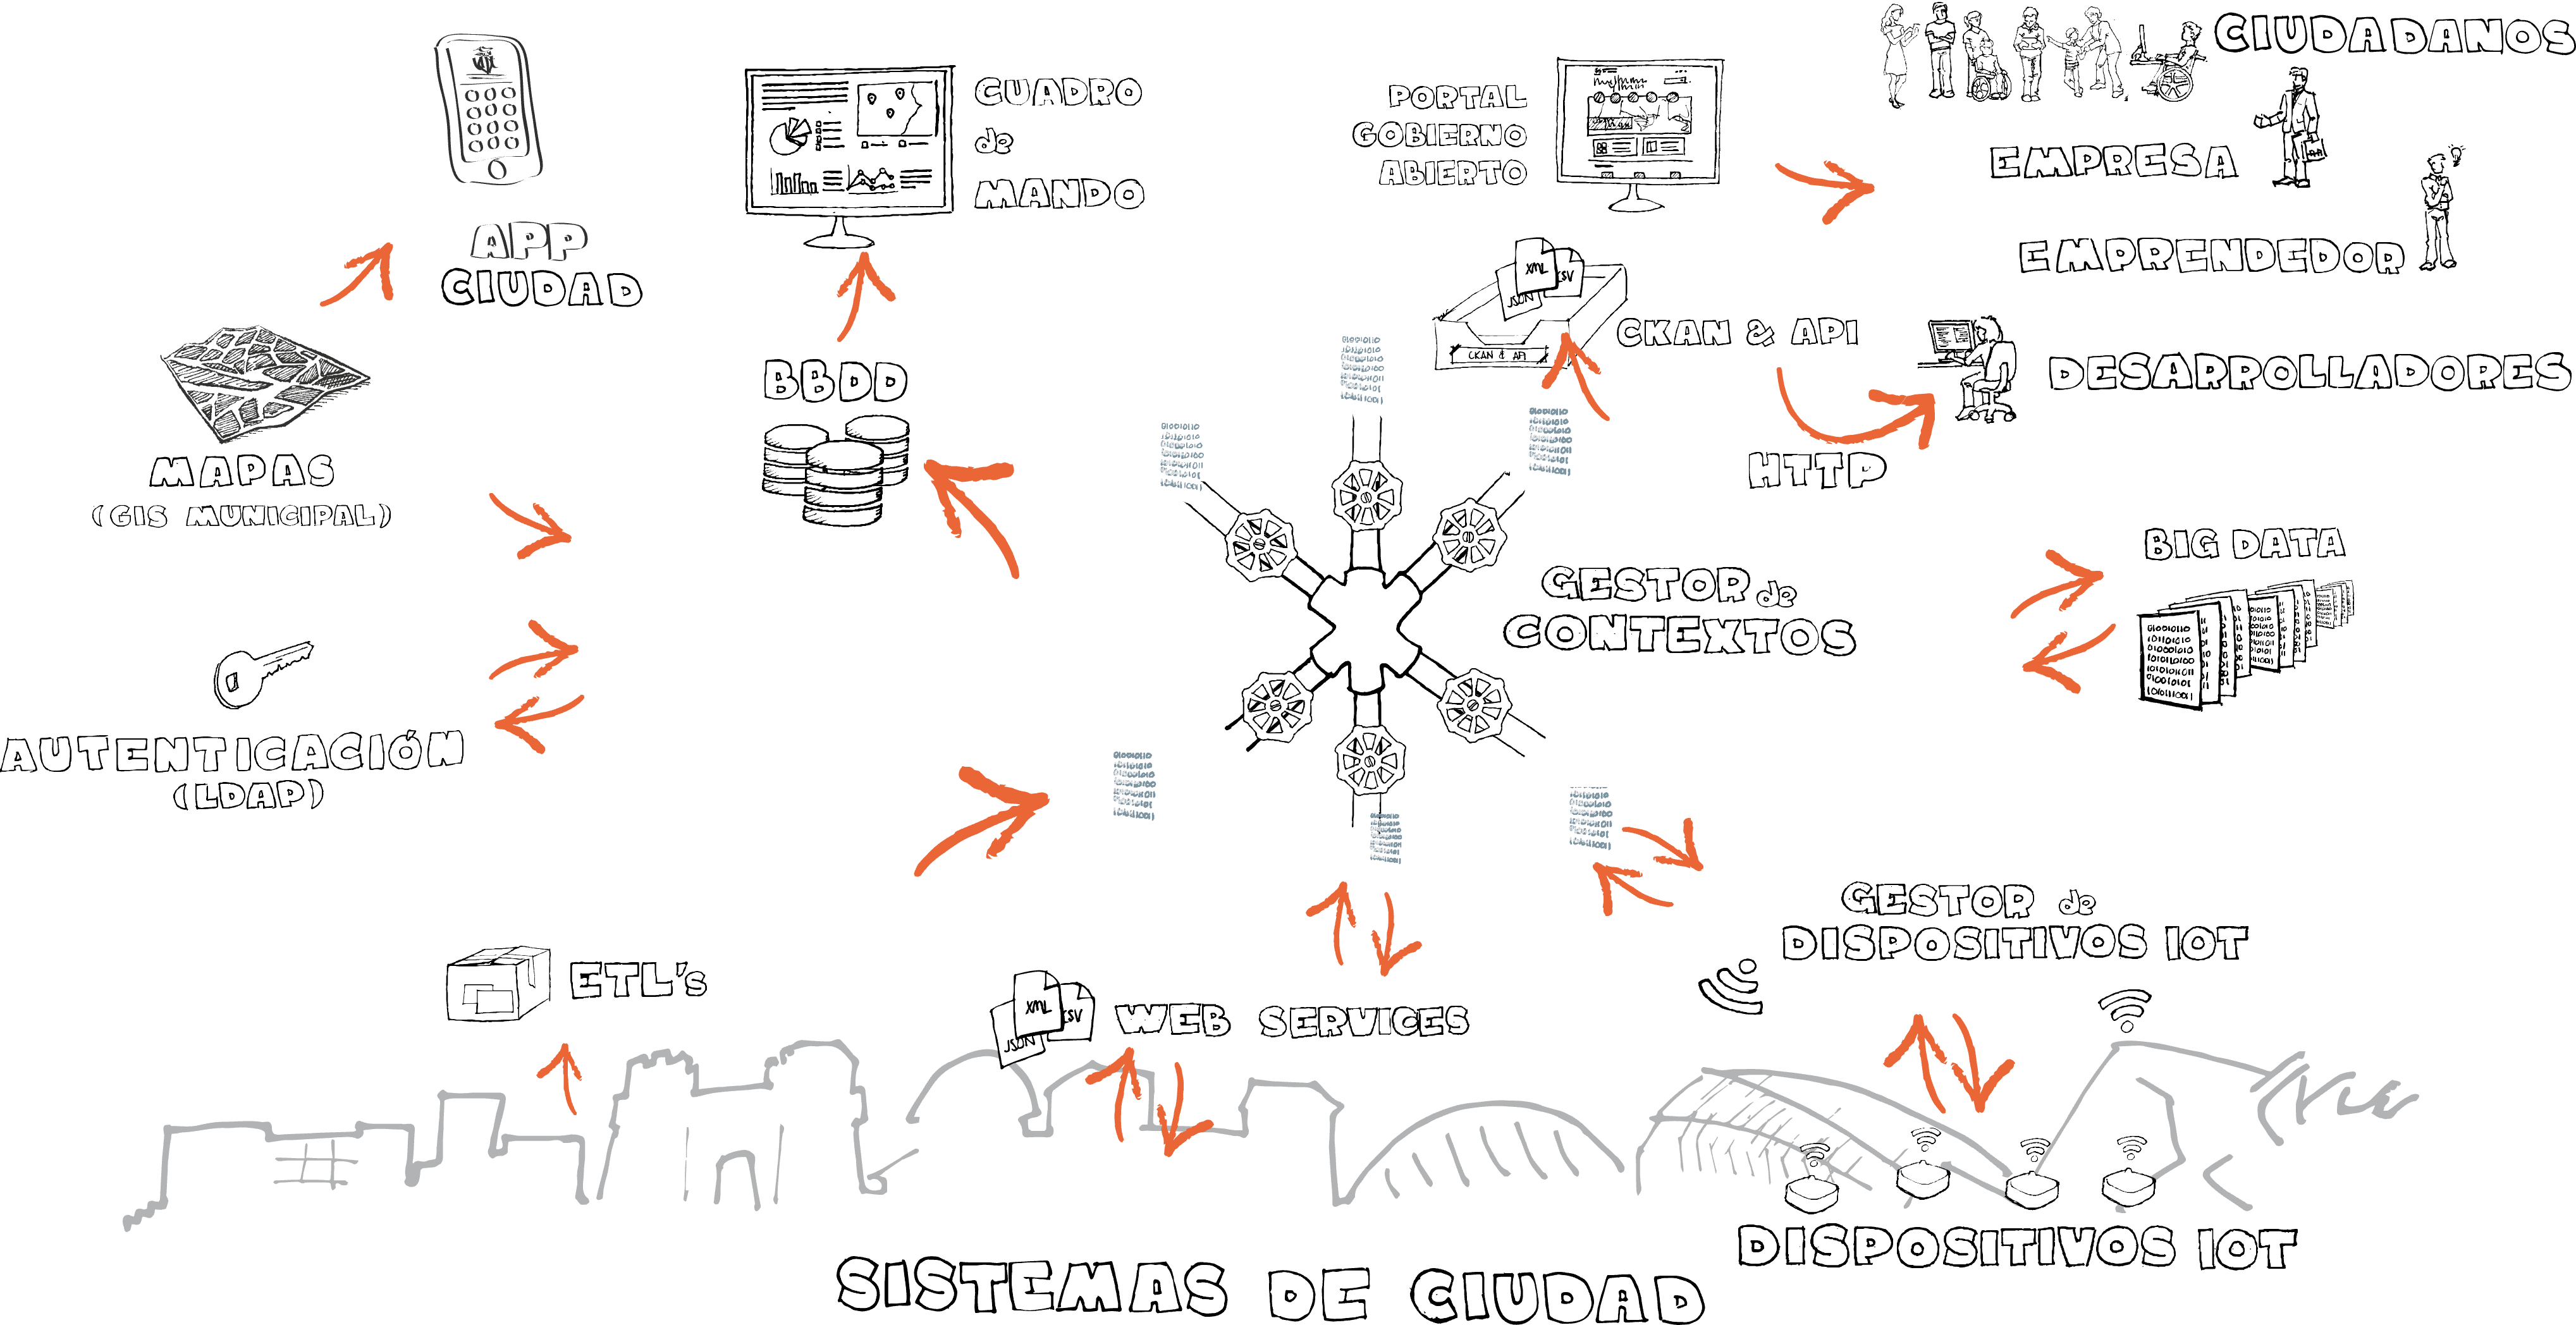 CIUDADANOS
CUADRO
de
MANDO
PORTAL
GOBIERNO
ABIERTO
EMPRESA
EMPRENDEDOR
APP
CIUDAD
XML
CSV
JSON
CKAN & API
CKAN & API
DESARROLLADORES
HTTP
BBDD
MAPAS
(GIS MUNICIPAL)
GESTOR de
CONTEXTOS
BIG DATA
AUTENTICACIÓN
(LDAP)
GESTOR de
DISPOSITIVOS IOT
ETL's
XML
CSV
JSON
WEB SERVICES
DISPOSITIVOS IOT
SISTEMAS DE CIUDAD